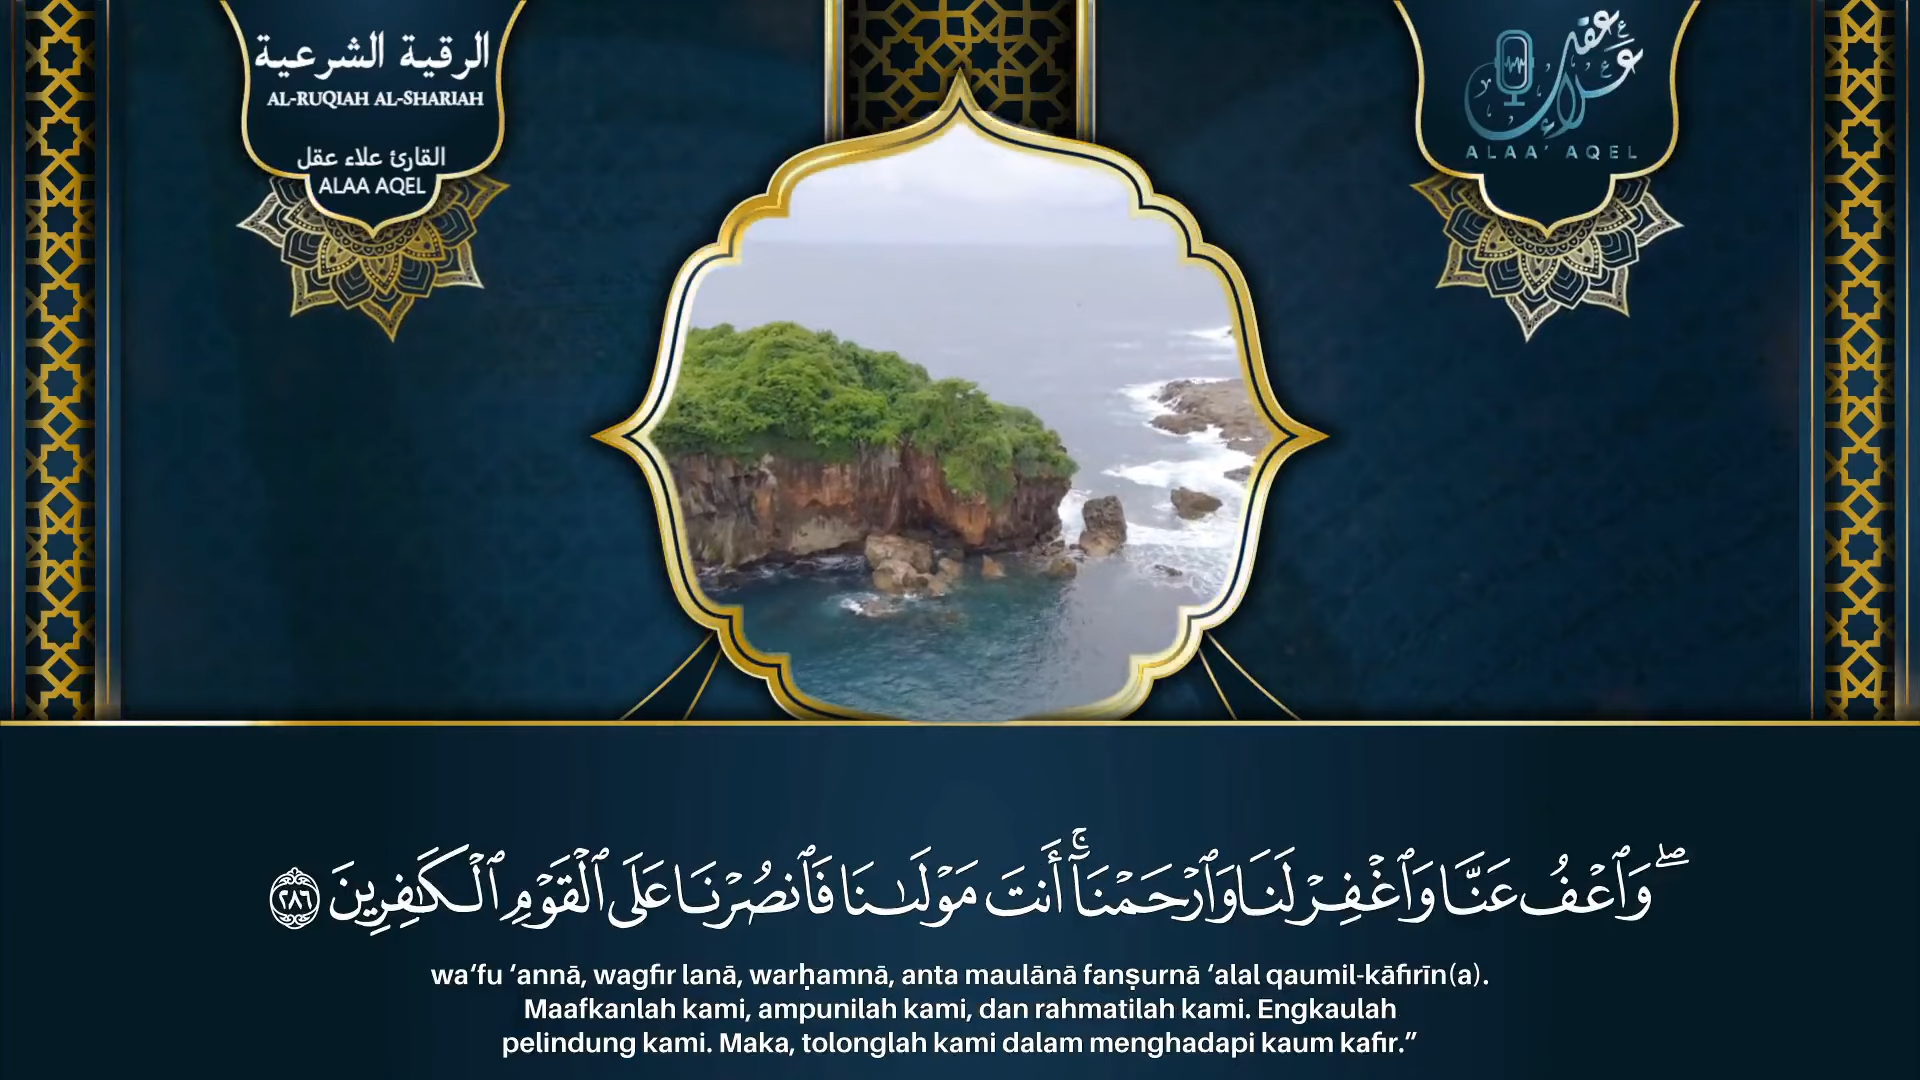 الرقية الشرعية
AL-RUQIAH AL-SHARIAH
القارئ علاء عقل
ALAA AQEL
علاء عقل
ALAA' AQEL
ۖ وَٱعۡفُ عَنَّا وَٱغۡفِرۡ لَنَا وَٱرۡحَمۡنَآۚ أَنتَ مَوۡلَىٰنَا فَٱنصُرۡنَا عَلَى ٱلۡقَوۡمِ ٱلۡكَـٰفِرِينَ ٢٨٦
wa‘fu ‘annā, wagfir lanā, warḥamnā, anta maulānā fanṣurnā ‘alal qaumil-kāfirīn(a).
Maafkanlah kami, ampunilah kami, dan rahmatilah kami. Engkaulah
pelindung kami. Maka, tolonglah kami dalam menghadapi kaum kafir.”